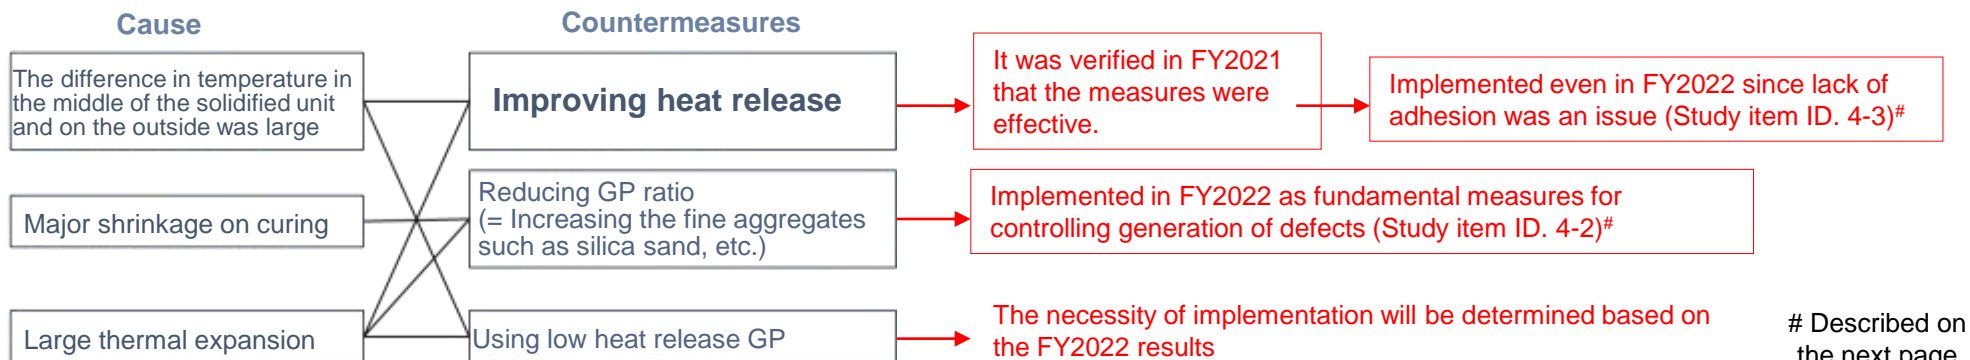 Cause
Countermeasures
The difference in temperature in
the middle of the solidified unit
and on the outside was large
Improving heat release
It was verified in FY2021
that the measures were
effective.
Implemented even in FY2022 since lack of
adhesion was an issue (Study item ID. 4-3)#
Major shrinkage on curing
Reducing GP ratio
(= Increasing the fine aggregates
such as silica sand, etc.)
Implemented in FY2022 as fundamental measures for
controlling generation of defects (Study item ID. 4-2)#
Large thermal expansion
Using low heat release GP
The necessity of implementation will be determined based on
the FY2022 results
# Described on
the next page